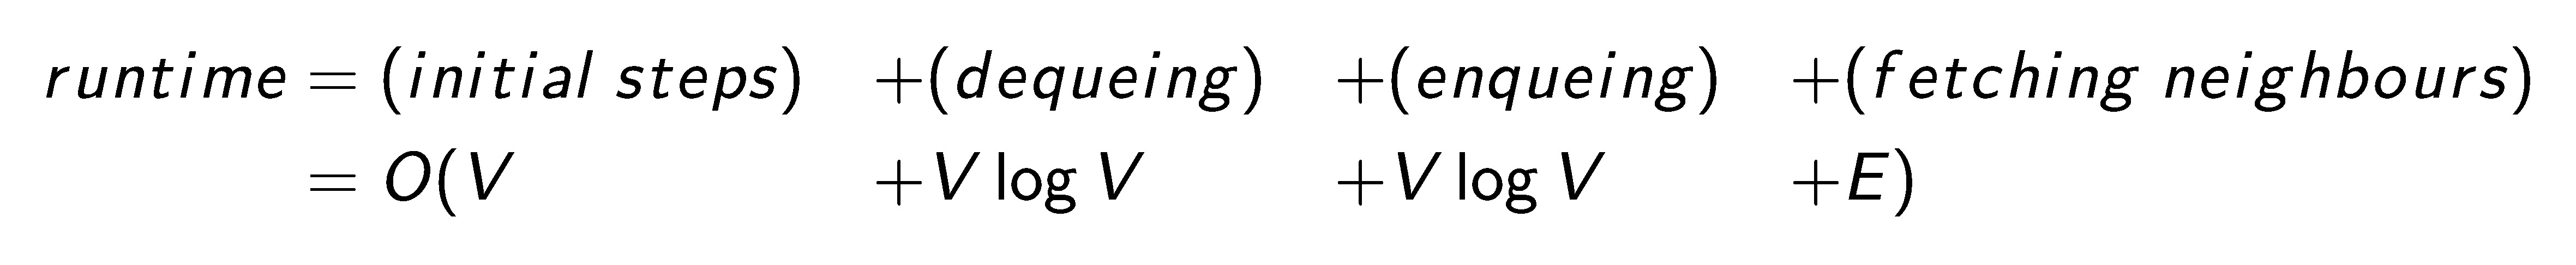 runtime = (initial steps) +(dequeing) +(enqueing) +(fetching neighbours)
= O(V +V log V +V log V +E)